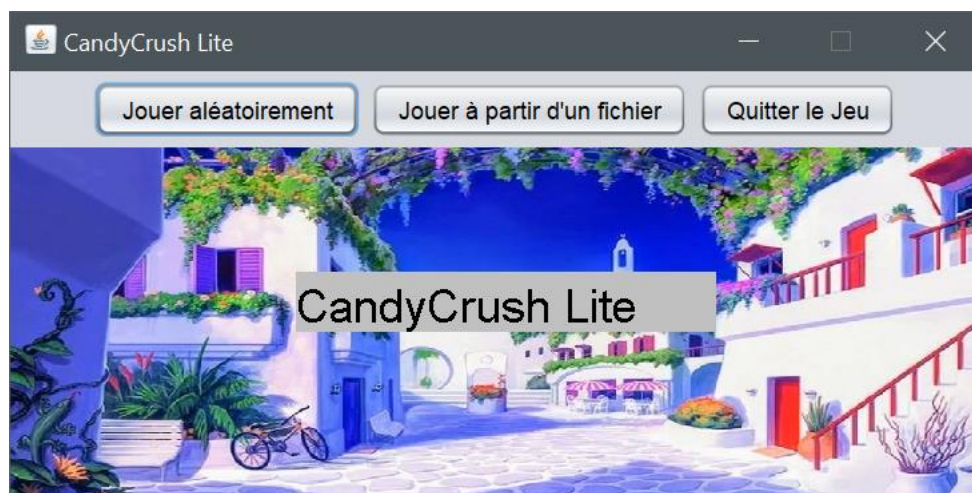 CandyCrush Lite
Jouer aléatoirement Jouer à partir d'un fichier Quitter le Jeu
CandyCrush Lite